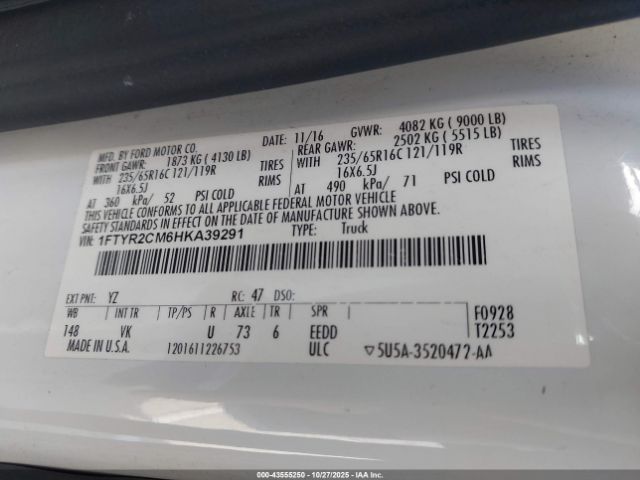 MFD. BY FORD MOTOR CO. DATE: 11/16 GVWR: 4082 KG ( 9000 LB)
FRONT GAWR: 1873 KG ( 4130 LB) REAR GAWR: 2502 KG ( 5515 LB)
WITH 235/65R16C 121/119R TIRES WITH 235/65R16C 121/119R TIRES
16X6.5J RIMS 16X6.5J RIMS
AT 360 kPa/ 52 PSI COLD AT 490 kPa/ 71 PSI COLD
THIS VEHICLE CONFORMS TO ALL APPLICABLE FEDERAL MOTOR VEHICLE
SAFETY STANDARDS IN EFFECT ON THE DATE OF MANUFACTURE SHOWN ABOVE.
VIN: 1FTYR2CM6HKA39291 TYPE: Truck
EXT PNT: YZ RC: 47 DSO:
WB INT TR TP/PS R AXLE TR SPR F0928
148 VK U 73 6 EEDD T2253
MADE IN U.S.A. 1201611226753 ULC ▽5U5A-3520472-AA
000-43555250 | 10/27/2025 | IAA Inc.